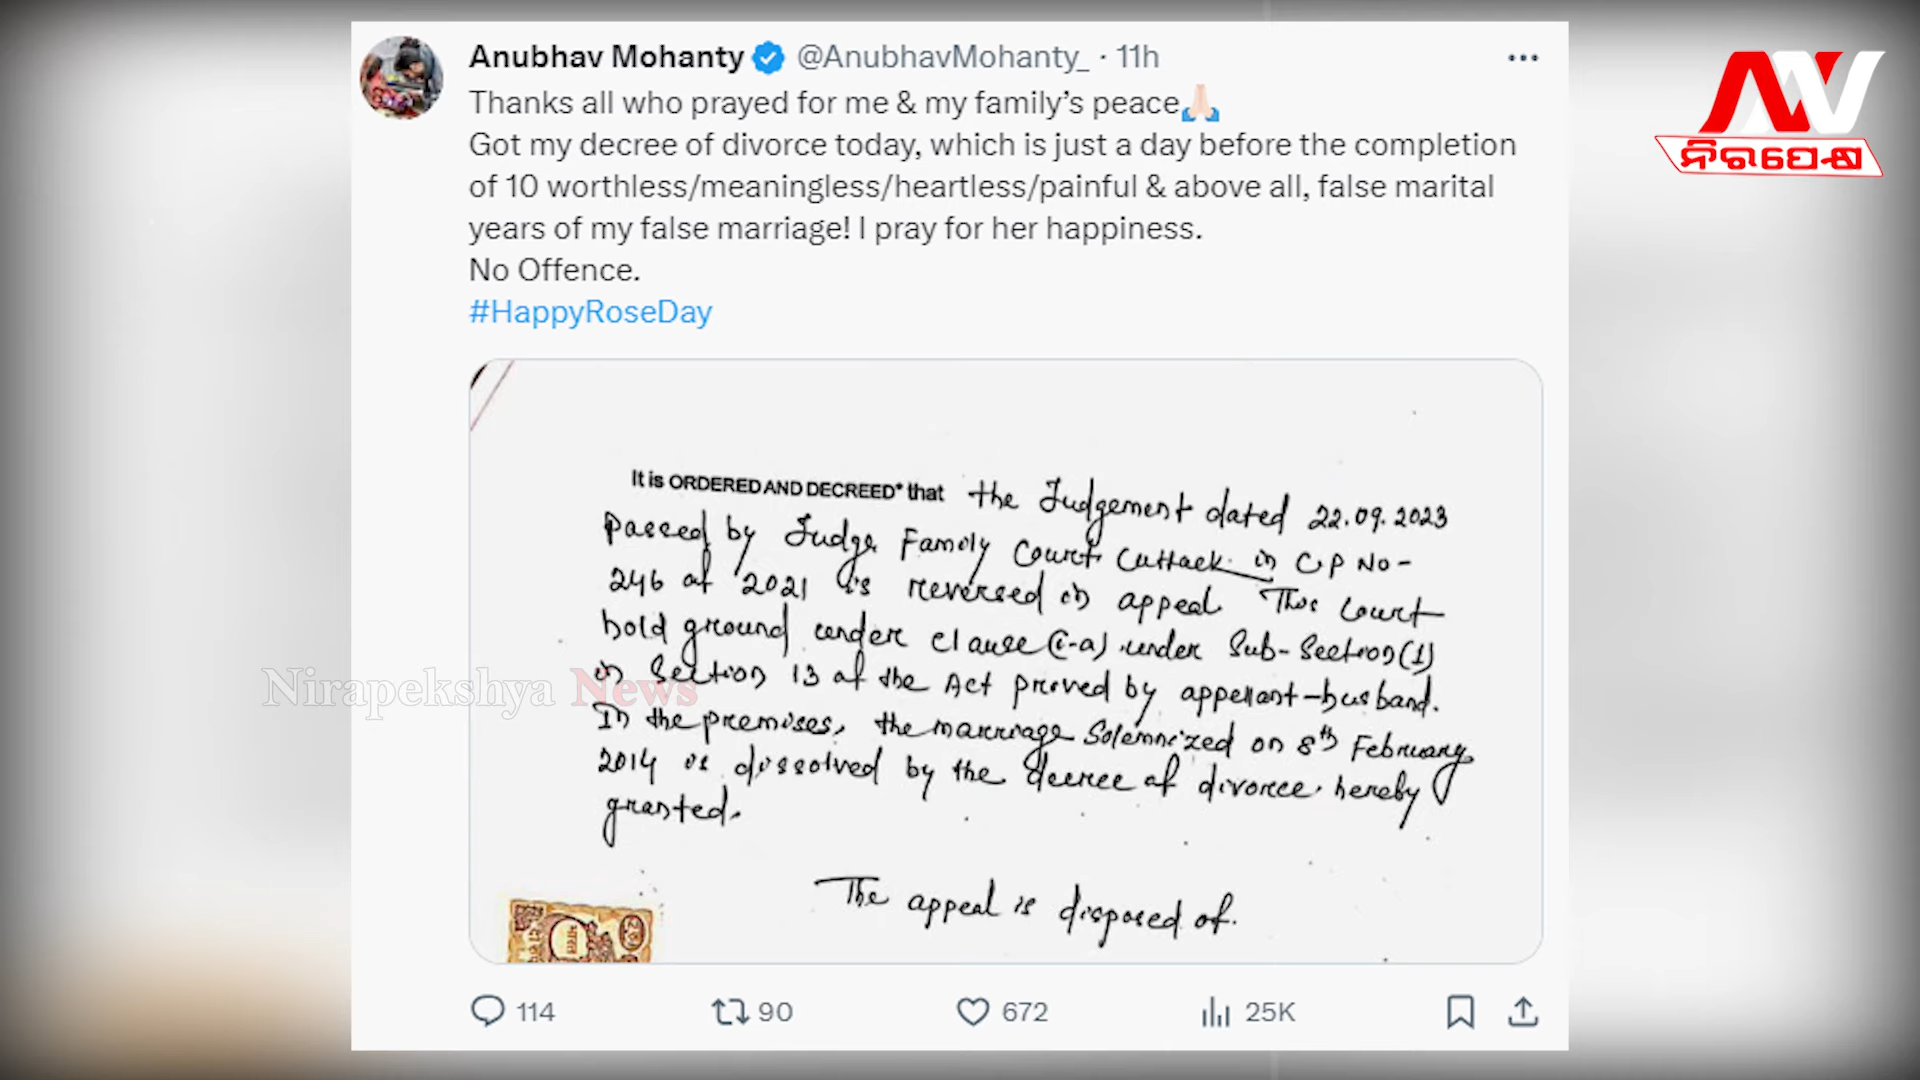 Anubhav Mohanty @AnubhavMohanty_ · 11h
Thanks all who prayed for me & my family's peace🙏🏻
Got my decree of divorce today, which is just a day before the completion
of 10 worthless/meaningless/heartless/painful & above all, false marital
years of my false marriage! I pray for her happiness.
No Offence.
#HappyRoseDay
NN
ନିରପେକ୍ଷ
It is ORDERED AND DECREED* that the Judgement dated 22.09.2023
Passed by Judge Family Court Cuttack in C.P No-
246 of 2021 is reversed in appeal This Court
hold ground under clause (i-a) under Sub-Section (1)
in Section 13 of the Act proved by appellant-husband.
In the premises, the marriage Solemnized on 8th February
2014 is dissolved by the decree of divorce hereby
granted.
The appeal is disposed of.
Nirapekshya News
114 90 672 25K